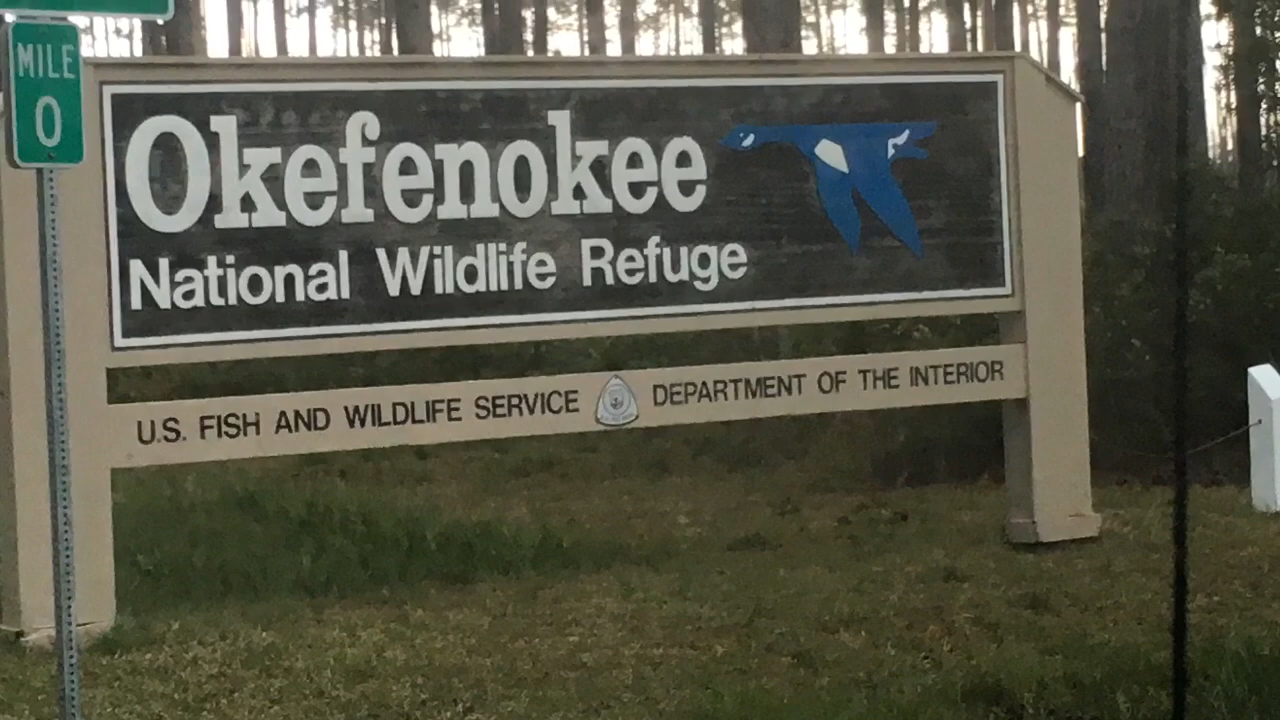 MILE
0
Okefenokee
National Wildlife Refuge
U.S. FISH AND WILDLIFE SERVICE DEPARTMENT OF THE INTERIOR